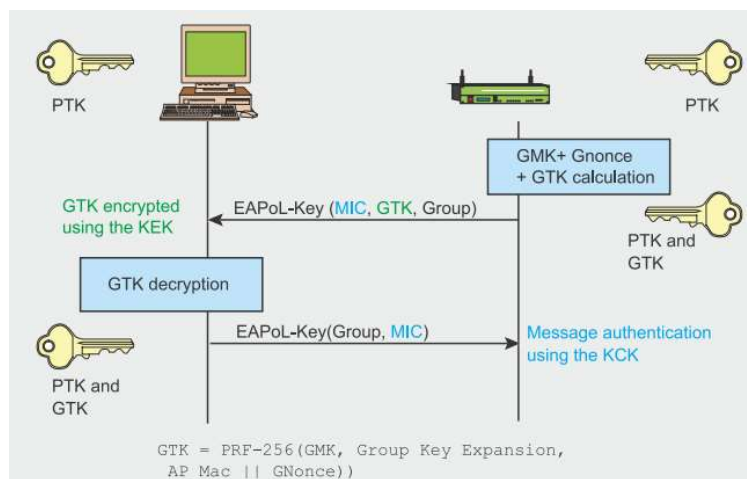 PTK
PTK
GMK+ Gnonce
+ GTK calculation
GTK encrypted
using the KEK
EAPoL-Key (MIC, GTK, Group)
PTK and
GTK
GTK decryption
EAPoL-Key(Group, MIC)
Message authentication
using the KCK
PTK and
GTK
GTK = PRF-256(GMK, Group Key Expansion,
AP Mac || GNonce))